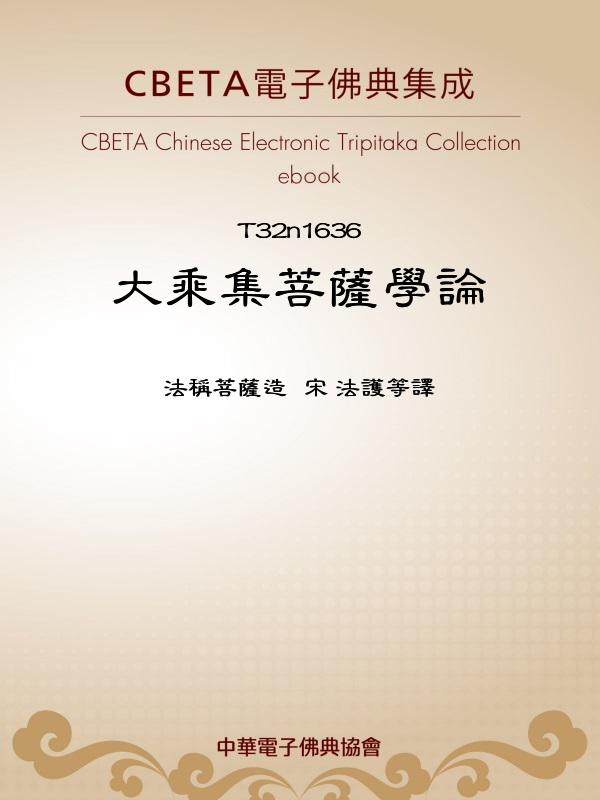 CBETA電子佛典集成
CBETA Chinese Electronic Tripitaka Collection
ebook
T32n1636
大乘集菩薩學論
法稱菩薩造 宋 法護等譯
中華電子佛典協會